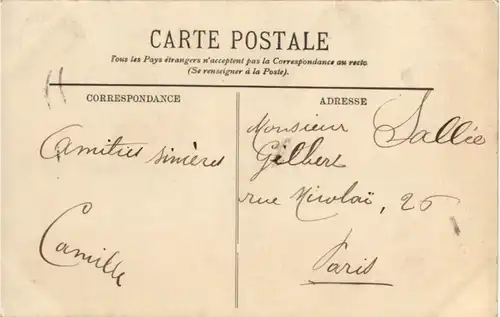 CARTE POSTALE
Tous les Pays étrangers n'acceptent pas la Correspondance au recto
(Se renseigner à la Poste).
CORRESPONDANCE
Amitiés sincères
Camille
ADRESSE
Monsieur Sallée
Gilbert
rue Nicolaï, 26
Paris